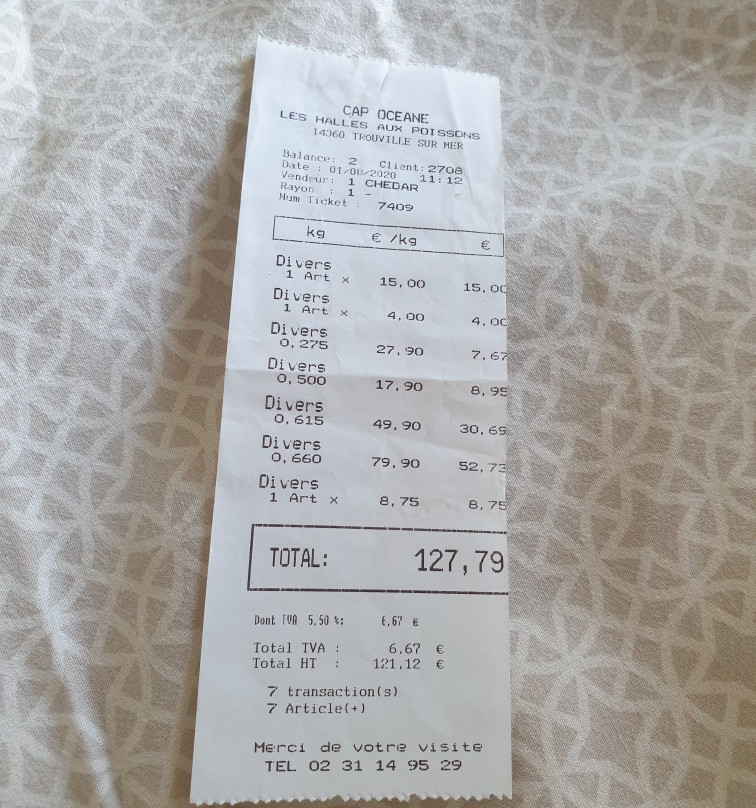 CAP OCEANE
LES HALLES AUX POISSONS
14360 TROUVILLE SUR MER
Balance: 2 Client: 2708
Date : 01/08/2020 11:12
Vendeur: 1 CHEDAR
Rayon : 1 -
Num Ticket : 7409
kg € /kg €
Divers
1 Art x 15,00 15,00
Divers
1 Art x 4,00 4,00
Divers
0,275 27,90 7,67
Divers
0,500 17,90 8,95
Divers
0,615 49,90 30,69
Divers
0,660 79,90 52,73
Divers
1 Art x 8,75 8,75
TOTAL: 127,79
Dont TVA 5,50 %: 6,67 €
Total TVA : 6,67 €
Total HT : 121,12 €
7 transaction(s)
7 Article(+)
Merci de votre visite
TEL 02 31 14 95 29